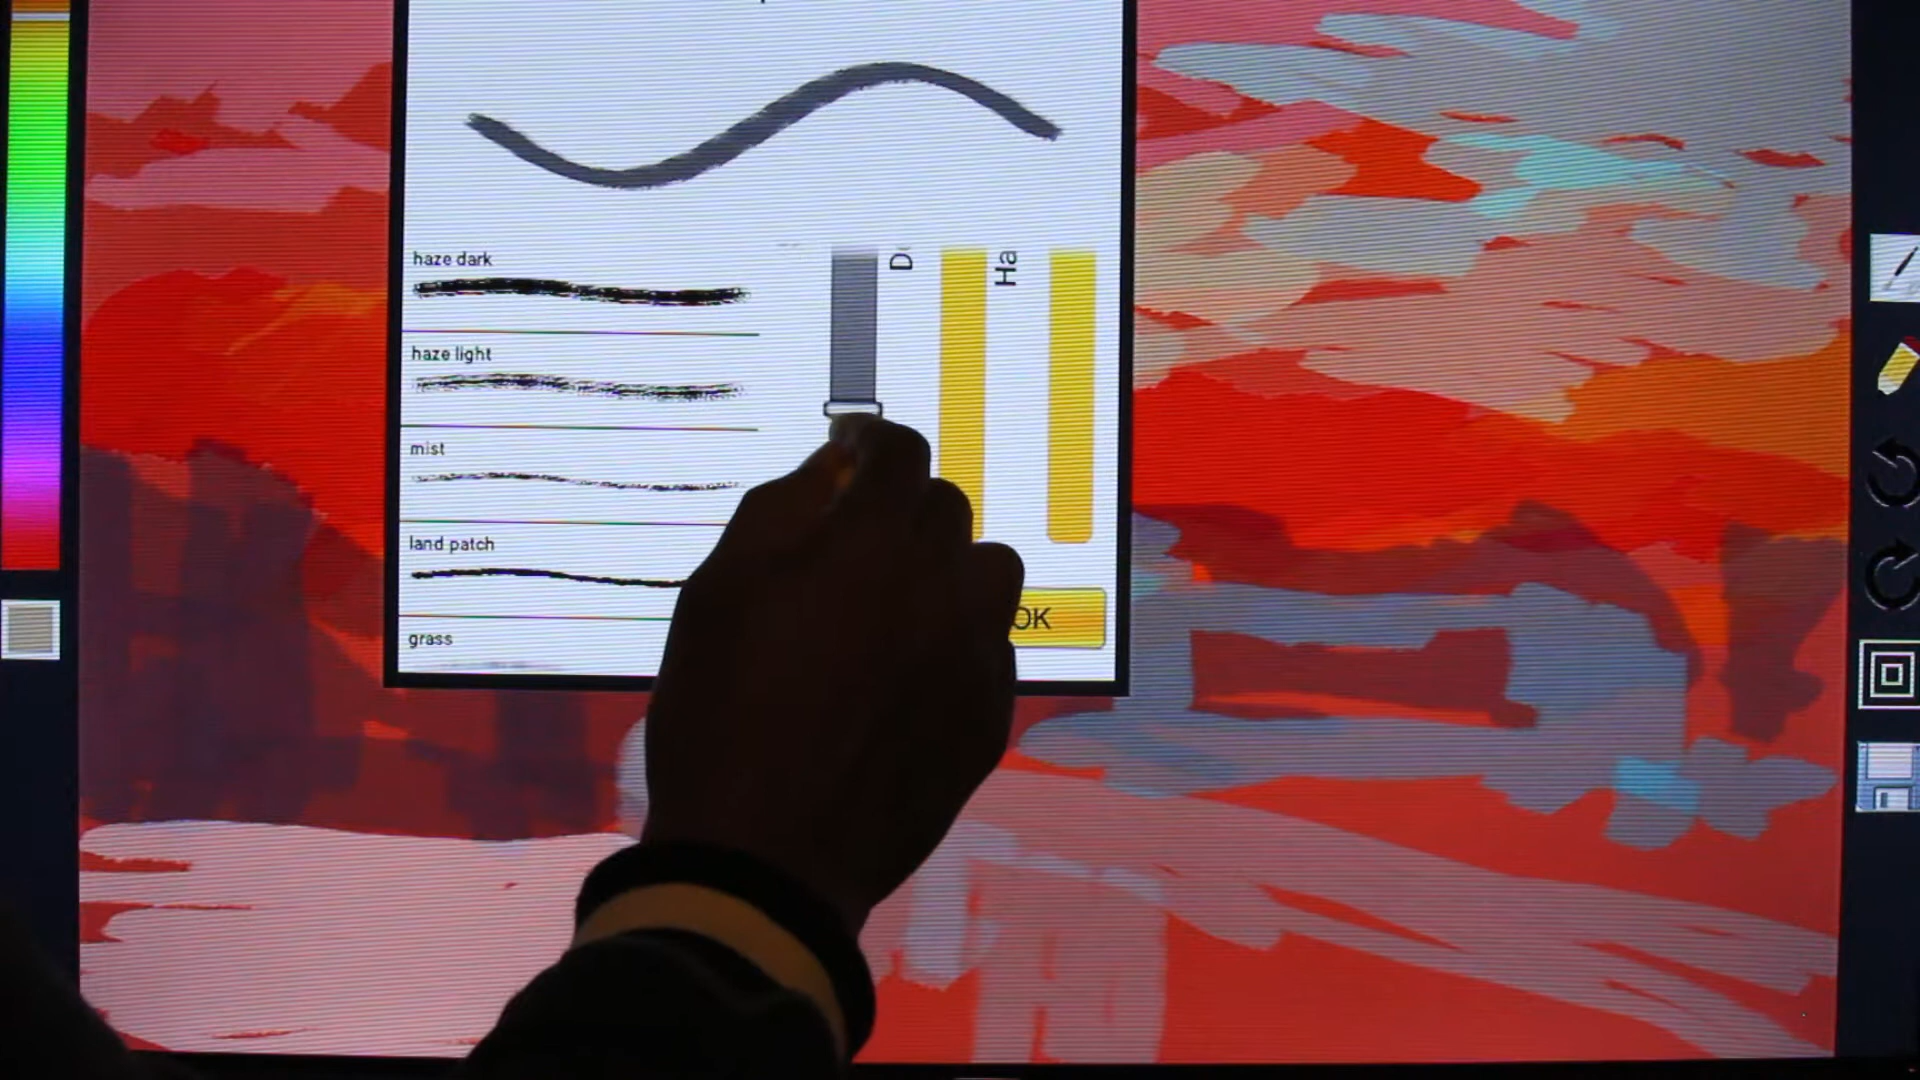 haze dark
haze light
mist
land patch
grass
D
Ha
OK